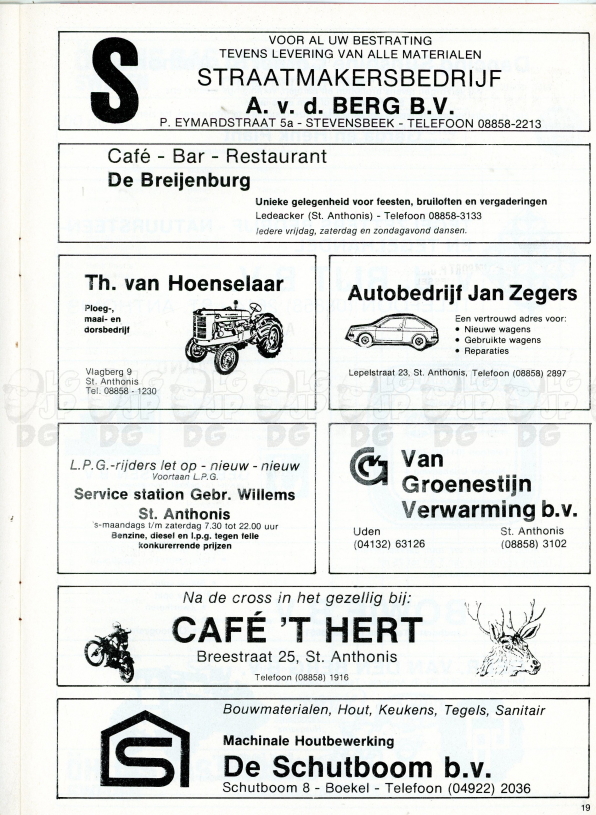 S
VOOR AL UW BESTRATING
TEVENS LEVERING VAN ALLE MATERIALEN
STRAATMAKERSBEDRIJF
A. v. d. BERG B.V.
P. EYMARDSTRAAT 5a - STEVENSBEEK - TELEFOON 08858-2213
Café - Bar - Restaurant
De Breijenburg
Unieke gelegenheid voor feesten, bruiloften en vergaderingen
Ledeacker (St. Anthonis) - Telefoon 08858-3133
Iedere vrijdag, zaterdag en zondagavond dansen.
Th. van Hoenselaar
Ploeg-,
maai- en
dorsbedrijf
Vlagberg 9
St. Anthonis
Tel. 08858 - 1230
Autobedrijf Jan Zegers
Een vertrouwd adres voor:
• Nieuwe wagens
• Gebruikte wagens
• Reparaties
Lepelstraat 23, St. Anthonis, Telefoon (08858) 2897
L.P.G.-rijders let op - nieuw - nieuw
Voortaan L.P.G.
Service station Gebr. Willems
St. Anthonis
's-maandags t/m zaterdag 7.30 tot 22.00 uur
Benzine, diesel en l.p.g. tegen felle
konkurerrende prijzen
Van
Groenestijn
Verwarming b.v.
Uden
(04132) 63126
St. Anthonis
(08858) 3102
Na de cross in het gezellig bij:
CAFÉ 'T HERT
Breestraat 25, St. Anthonis
Telefoon (08858) 1916
Bouwmaterialen, Hout, Keukens, Tegels, Sanitair
Machinale Houtbewerking
De Schutboom b.v.
Schutboom 8 - Boekel - Telefoon (04922) 2036
19